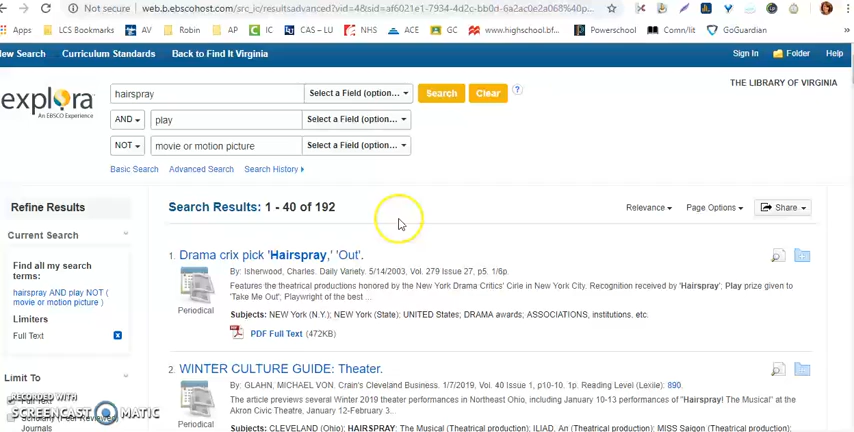 Not secure web.b.ebscohost.com/src_ic/resultsadvanced?vid=4&sid=af6021e1-7934-4d2c-bb0d-6a2ac0e2a068%40p...
Apps LCS Bookmarks AV Robin AP IC CAS – LU NHS ACE GC www.highschool.bf... Powerschool Comn/lit GoGuardian
New Search Curriculum Standards Back to Find It Virginia Sign In Folder Help
THE LIBRARY OF VIRGINIA
explora
An EBSCO Experience
hairspray Select a Field (option... Search Clear ?
AND play Select a Field (option...
NOT movie or motion picture Select a Field (option...
Basic Search Advanced Search Search History
Refine Results
Current Search
Find all my search
terms:
hairspray AND play NOT (
movie or motion picture )
Limiters
Full Text
Limit To
Full Text
Scholarly (Peer Reviewed)
Journals
Search Results: 1 - 40 of 192
Relevance Page Options Share
1. Drama crix pick 'Hairspray,' 'Out'.
By: Isherwood, Charles. Daily Variety. 5/14/2003, Vol. 279 Issue 27, p5. 1/6p.
Features the theatrical productions honored by the New York Drama Critics' Cirle in New York City. Recognition received by 'Hairspray; Play prize given to
'Take Me Out'; Playwright of the best ...
Periodical
Subjects: NEW York (N.Y.); NEW York (State); UNITED States; DRAMA awards; ASSOCIATIONS, institutions, etc.
PDF Full Text (472KB)
2. WINTER CULTURE GUIDE: Theater.
By: GLAHN, MICHAEL VON. Crain's Cleveland Business. 1/7/2019, Vol. 40 Issue 1, p10-10. 1p. Reading Level (Lexile): 890.
The article previews several Winter 2019 theater performances in Northeast Ohio, including January 10-13 performances of "Hairspray! The Musical" at the
Akron Civic Theatre, January 12-February 3...
Periodical
Subjects: CLEVELAND (Ohio); HAIRSPRAY: The Musical (Theatrical production); ILIAD, An (Theatrical production); MISS Saigon (Theatrical production);
RECORDED WITH
SCREENCAST MATIC